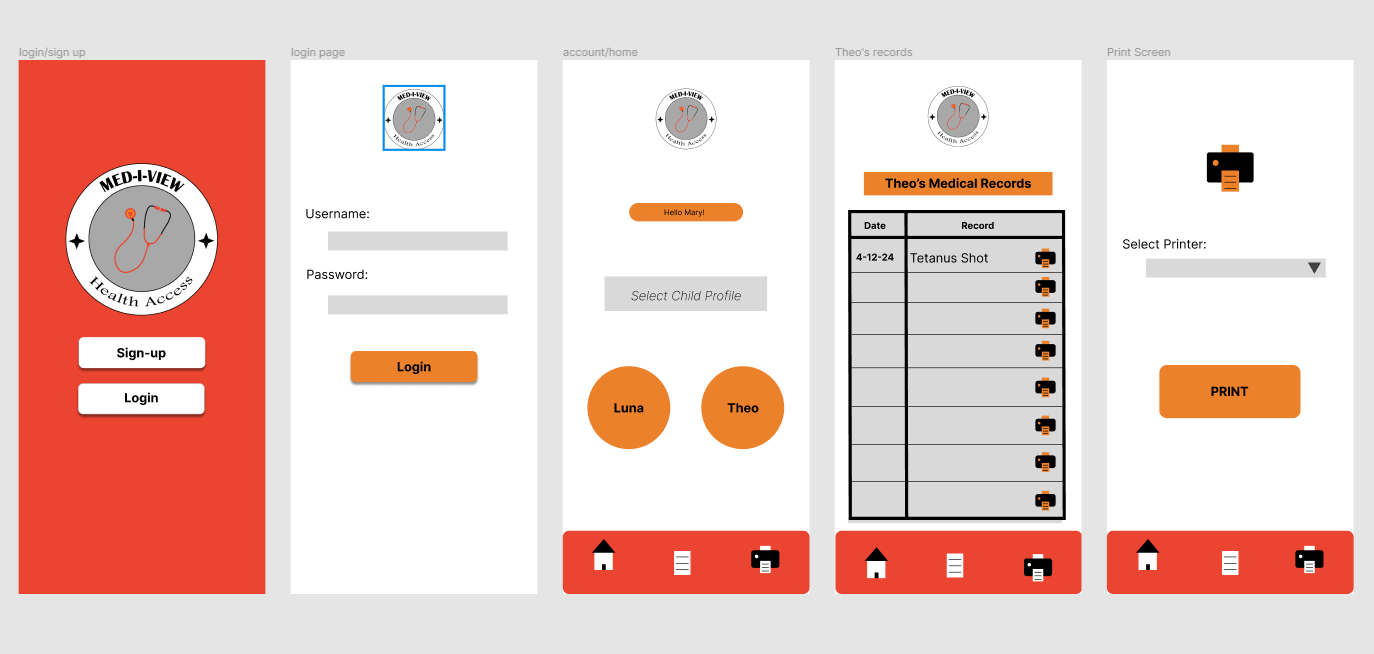 login/sign up
MED-I-VIEW
Health Access
Sign-up
Login
login page
MED-I-VIEW
Health Access
Username:
Password:
Login
account/home
MED-I-VIEW
Health Access
Hello Mary!
Select Child Profile
Luna
Theo
Theo's records
MED-I-VIEW
Health Access
Theo's Medical Records
Date
Record
4-12-24
Tetanus Shot
Print Screen
Select Printer:
PRINT